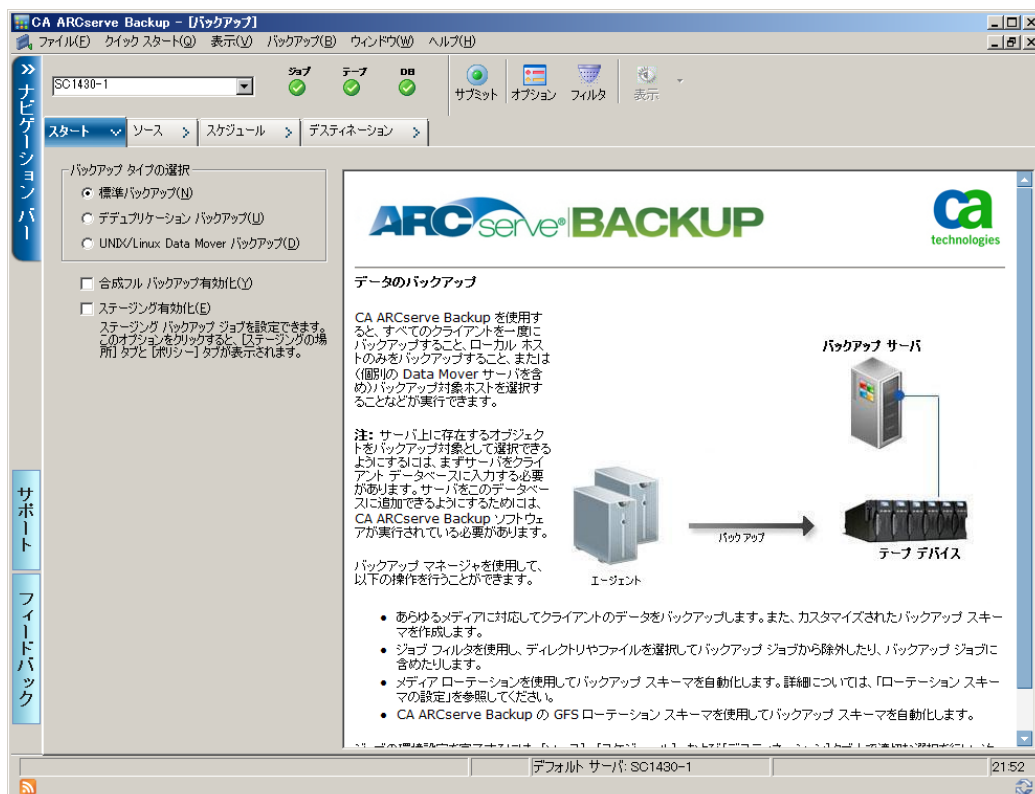 CA ARCserve Backup - [バックアップ]
ファイル(F) クイック スタート(Q) 表示(V) バックアップ(B) ウィンドウ(W) ヘルプ(H)
ナビゲーション バー
SC1430-1
ジョブ テープ DB
サブミット オプション フィルタ 表示
スタート ソース スケジュール デスティネーション
バックアップ タイプの選択
標準バックアップ(N)
デデュプリケーション バックアップ(U)
UNIX/Linux Data Mover バックアップ(D)
合成フル バックアップ有効化(Y)
ステージング有効化(E)
ステージング バックアップ ジョブを設定できます。
このオプションをクリックすると、[ステージングの場
所] タブと [ポリシー] タブが表示されます。
サポート
フィードバック
ARCserve® BACKUP
ca
technologies
データのバックアップ
CA ARCserve Backup を使用す
ると、すべてのクライアントを一度に
バックアップすること、ローカル ホス
トのみをバックアップすること、または
(個別の Data Mover サーバを含
め)バックアップ対象ホストを選択す
ることなどが実行できます。
注: サーバ上に存在するオブジェク
トをバックアップ対象として選択できる
ようにするには、まずサーバをクライ
アント データベースに入力する必要
があります。サーバをこのデータベー
スに追加できるようにするためには、
CA ARCserve Backup ソフトウェ
アが実行されている必要があります。
バックアップ マネージャを使用して、
以下の操作を行うことができます。
バックアップ サーバ
バックアップ
エージェント
テープ デバイス
• あらゆるメディアに対応してクライアントのデータをバックアップします。また、カスタマイズされたバックアップ スキー
マを作成します。
• ジョブ フィルタを使用し、ディレクトリやファイルを選択してバックアップ ジョブから除外したり、バックアップ ジョブに
含めたりします。
• メディア ローテーションを使用してバックアップ スキーマを自動化します。詳細については、「ローテーション スキー
マの設定」を参照してください。
• CA ARCserve Backup の GFS ローテーション スキーマを使用してバックアップ スキーマを自動化します。
デフォルト サーバ: SC1430-1
21:52